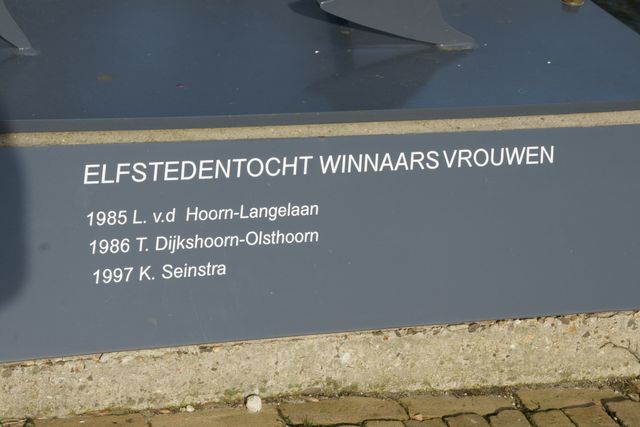 ELFSTEDENTOCHT WINNAARS VROUWEN
1985 L. v.d Hoorn-Langelaan
1986 T. Dijkshoorn-Olsthoorn
1997 K. Seinstra